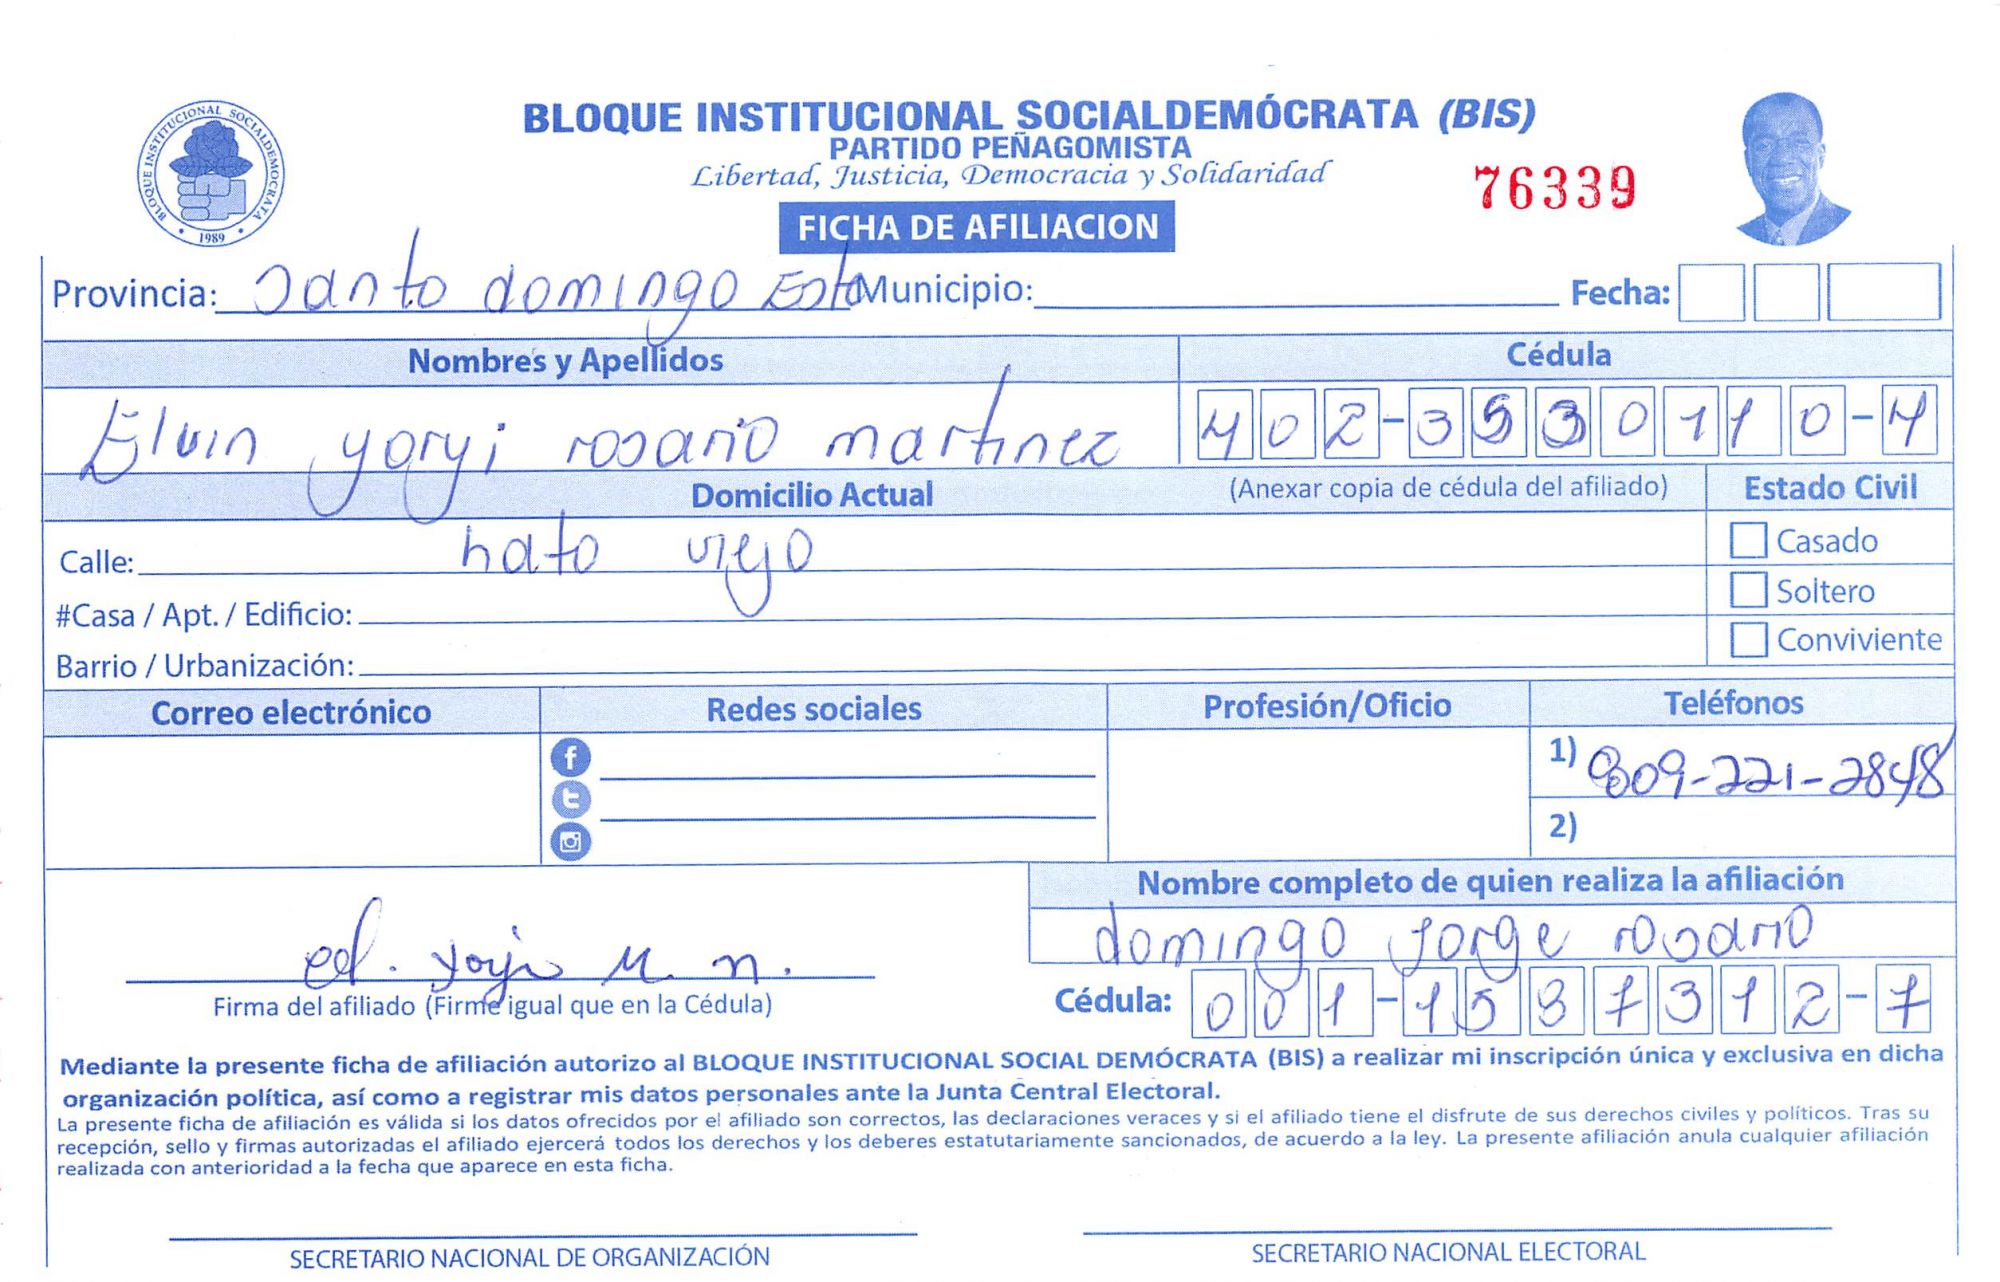 BLOQUE INSTITUCIONAL SOCIALDEMOCRATA
1989
BLOQUE INSTITUCIONAL SOCIALDEMÓCRATA (BIS)
PARTIDO PEÑAGOMISTA
Libertad, Justicia, Democracia y Solidaridad
76339
FICHA DE AFILIACION
Provincia: Santo domingo Este Municipio: Fecha:
Nombres y Apellidos Cédula
Elvin yoryi rosario martinez 402-3530110-4
Domicilio Actual (Anexar copia de cédula del afiliado) Estado Civil
Calle: hato viejo Casado
#Casa / Apt. / Edificio: Soltero
Barrio / Urbanización: Conviviente
Correo electrónico Redes sociales Profesión/Oficio Teléfonos
1) 809-221-2848
2)
Nombre completo de quien realiza la afiliación
domingo Jorge rosario
Firma del afiliado (Firme igual que en la Cédula)
Cédula: 001-1587312-7
Mediante la presente ficha de afiliación autorizo al BLOQUE INSTITUCIONAL SOCIAL DEMÓCRATA (BIS) a realizar mi inscripción única y exclusiva en dicha
organización política, así como a registrar mis datos personales ante la Junta Central Electoral.
La presente ficha de afiliación es válida si los datos ofrecidos por el afiliado son correctos, las declaraciones veraces y si el afiliado tiene el disfrute de sus derechos civiles y políticos. Tras su
recepción, sello y firmas autorizadas el afiliado ejercerá todos los derechos y los deberes estatutariamente sancionados, de acuerdo a la ley. La presente afiliación anula cualquier afiliación
realizada con anterioridad a la fecha que aparece en esta ficha.
SECRETARIO NACIONAL DE ORGANIZACIÓN SECRETARIO NACIONAL ELECTORAL